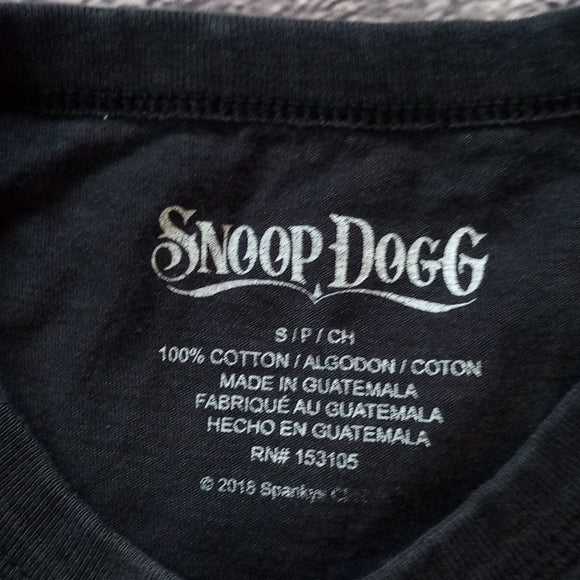 SNOOP DOGG
S / P / CH
100% COTTON / ALGODON / COTON
MADE IN GUATEMALA
FABRIQUÉ AU GUATEMALA
HECHO EN GUATEMALA
RN# 153105
© 2018 Spankys